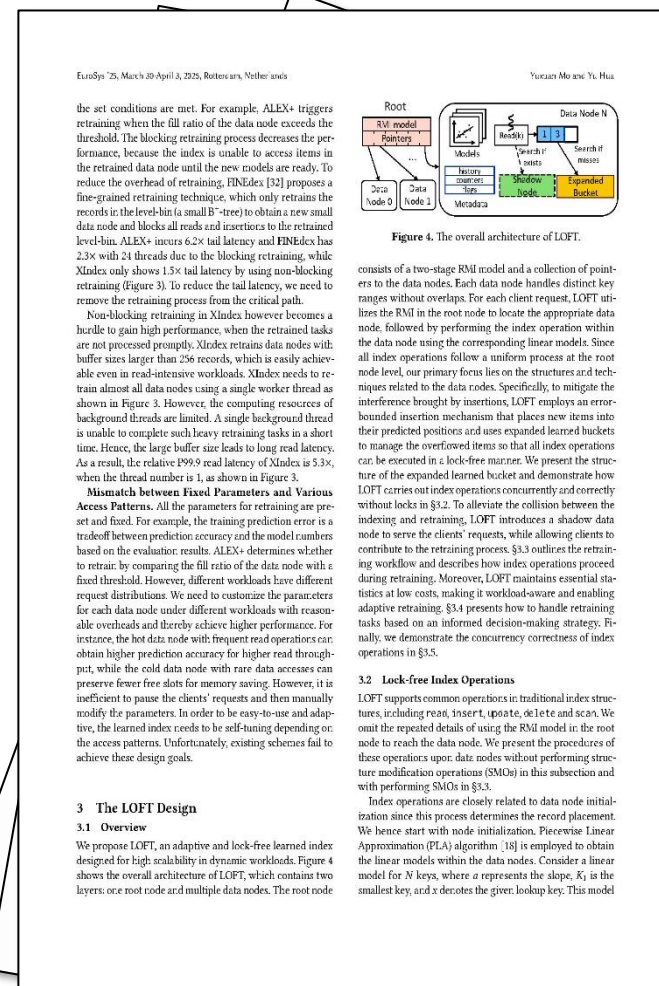 EuroSys '25, March 30-April 3, 2025, Rotterdam, Netherlands
Yuxuan Mo and Yu Hua
the set conditions are met. For example, ALEX+ triggers
retraining when the fill ratio of the data node exceeds the
threshold. The blocking retraining process decreases the per-
formance, because the index is unable to access items in
the retrained data node until the new models are ready. To
reduce the overhead of retraining, FINEdex [32] proposes a
fine-grained retraining technique, which only retrains the
records in the level-bin (a small B+-tree) to obtain a new small
data node and blocks all reads and insertions to the retrained
level-bin. ALEX+ incurs 6.2× tail latency and FINEdex has
2.3× with 24 threads due to the blocking retraining, while
XIndex only shows 1.5× tail latency by using non-blocking
retraining (Figure 3). To reduce the tail latency, we need to
remove the retraining process from the critical path.
Non-blocking retraining in XIndex however becomes a
hurdle to gain high performance, when the retrained tasks
are not processed promptly. XIndex retrains data nodes with
buffer sizes larger than 256 records, which is easily achiev-
able even in read-intensive workloads. XIndex needs to re-
train almost all data nodes using a single worker thread as
shown in Figure 3. However, the computing resources of
background threads are limited. A single background thread
is unable to complete such heavy retraining tasks in a short
time. Hence, the large buffer size leads to long read latency.
As a result, the relative P99.9 read latency of XIndex is 5.3×,
when the thread number is 1, as shown in Figure 3.
Mismatch between Fixed Parameters and Various
Access Patterns. All the parameters for retraining are pre-
set and fixed. For example, the training prediction error is a
tradeoff between prediction accuracy and the model numbers
based on the evaluation results. ALEX+ determines whether
to retrain by comparing the fill ratio of the data node with a
fixed threshold. However, different workloads have different
request distributions. We need to customize the parameters
for each data node under different workloads with reason-
able overheads and thereby achieve higher performance. For
instance, the hot data node with frequent read operations can
obtain higher prediction accuracy for higher read through-
put, while the cold data node with rare data accesses can
preserve fewer free slots for memory saving. However, it is
inefficient to pause the clients' requests and then manually
modify the parameters. In order to be easy-to-use and adap-
tive, the learned index needs to be self-tuning depending on
the access patterns. Unfortunately, existing schemes fail to
achieve these design goals.
3 The LOFT Design
3.1 Overview
We propose LOFT, an adaptive and lock-free learned index
designed for high scalability in dynamic workloads. Figure 4
shows the overall architecture of LOFT, which contains two
layers: one root node and multiple data nodes. The root node
Root
RMI model
Pointers
...
Data
Node 0
Data
Node 1
Models
history
counters
flags
Metadata
Read(k)
1 3
Data Node N
Search if
exists
Search if
misses
Shadow
Node
Expanded
Bucket
Figure 4. The overall architecture of LOFT.
consists of a two-stage RMI model and a collection of point-
ers to the data nodes. Each data node handles distinct key
ranges without overlaps. For each client request, LOFT uti-
lizes the RMI in the root node to locate the appropriate data
node, followed by performing the index operation within
the data node using the corresponding linear models. Since
all index operations follow a uniform process at the root
node level, our primary focus lies on the structures and tech-
niques related to the data nodes. Specifically, to mitigate the
interference brought by insertions, LOFT employs an error-
bounded insertion mechanism that places new items into
their predicted positions and uses expanded learned buckets
to manage the overflowed items so that all index operations
can be executed in a lock-free manner. We present the struc-
ture of the expanded learned bucket and demonstrate how
LOFT carries out index operations concurrently and correctly
without locks in §3.2. To alleviate the collision between the
indexing and retraining, LOFT introduces a shadow data
node to serve the clients' requests, while allowing clients to
contribute to the retraining process. §3.3 outlines the retrain-
ing workflow and describes how index operations proceed
during retraining. Moreover, LOFT maintains essential sta-
tistics at low costs, making it workload-aware and enabling
adaptive retraining. §3.4 presents how to handle retraining
tasks based on an informed decision-making strategy. Fi-
nally, we demonstrate the concurrency correctness of index
operations in §3.5.
3.2 Lock-free Index Operations
LOFT supports common operations in traditional index struc-
tures, including read, insert, update, delete and scan. We
omit the repeated details of using the RMI model in the root
node to reach the data node. We present the procedures of
these operations upon data nodes without performing struc-
ture modification operations (SMOs) in this subsection and
with performing SMOs in §3.3.
Index operations are closely related to data node initial-
ization since this process determines the record placement.
We hence start with node initialization. Piecewise Linear
Approximation (PLA) algorithm [18] is employed to obtain
the linear models within the data nodes. Consider a linear
model for N keys, where a represents the slope, K1 is the
smallest key, and x denotes the given lookup key. This model